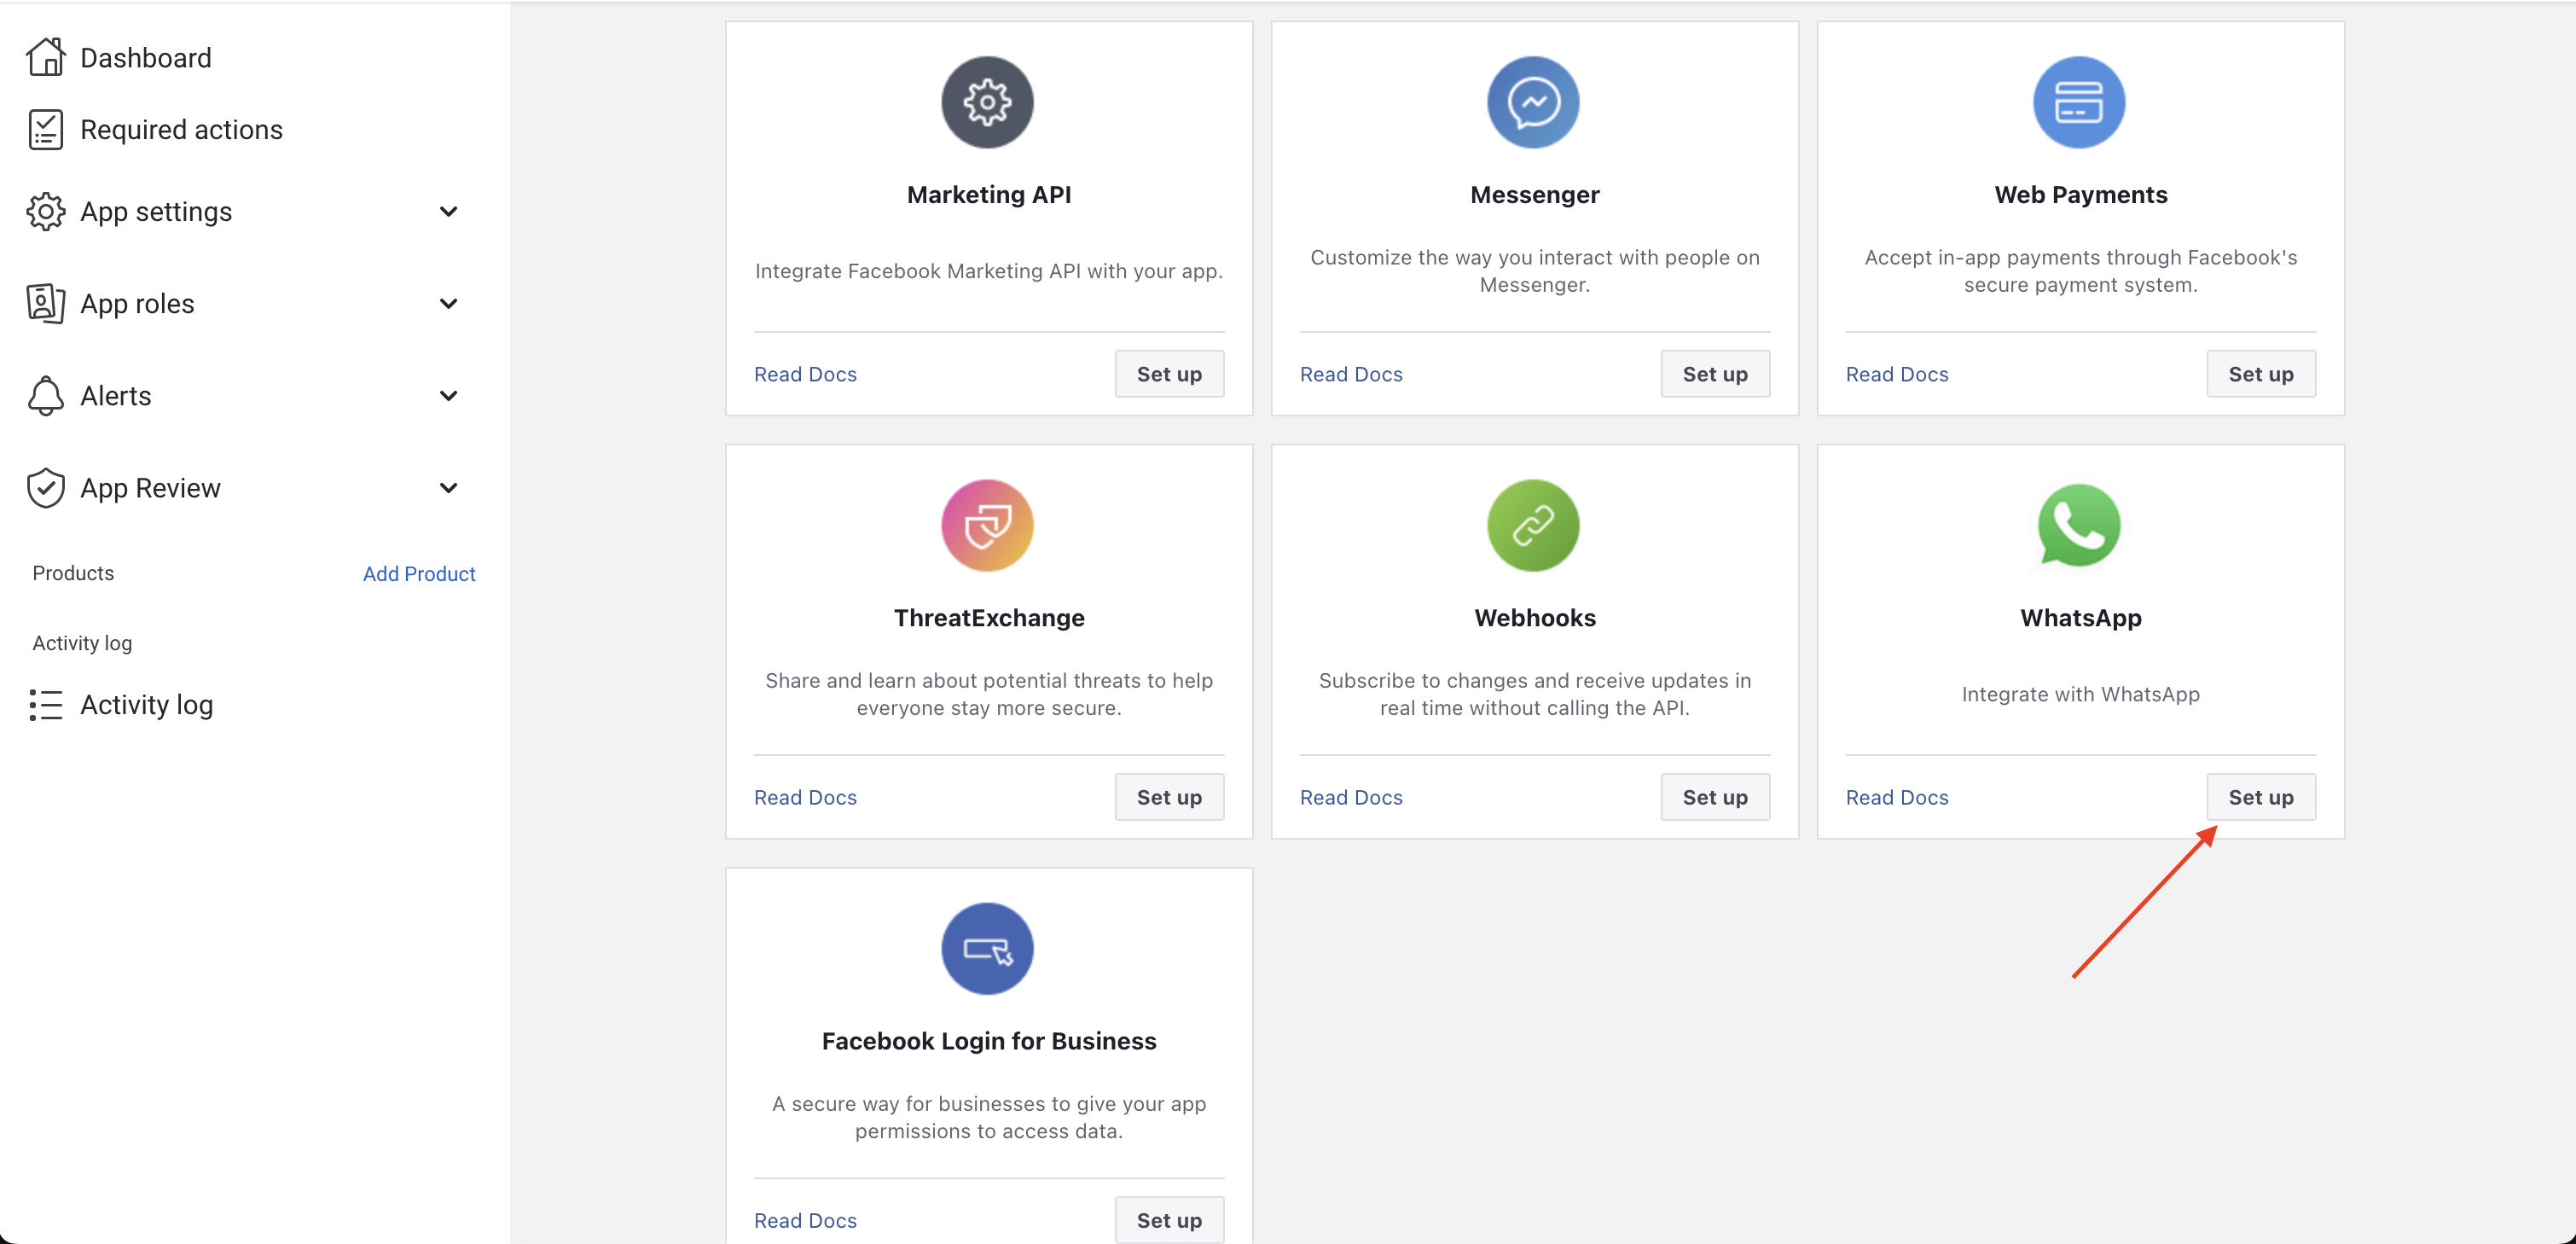 Dashboard
Required actions
App settings
App roles
Alerts
App Review
Products
Add Product
Activity log
Activity log
Marketing API
Integrate Facebook Marketing API with your app.
Read Docs
Set up
Messenger
Customize the way you interact with people on
Messenger.
Read Docs
Set up
Web Payments
Accept in-app payments through Facebook's
secure payment system.
Read Docs
Set up
ThreatExchange
Share and learn about potential threats to help
everyone stay more secure.
Read Docs
Set up
Webhooks
Subscribe to changes and receive updates in
real time without calling the API.
Read Docs
Set up
WhatsApp
Integrate with WhatsApp
Read Docs
Set up
Facebook Login for Business
A secure way for businesses to give your app
permissions to access data.
Read Docs
Set up